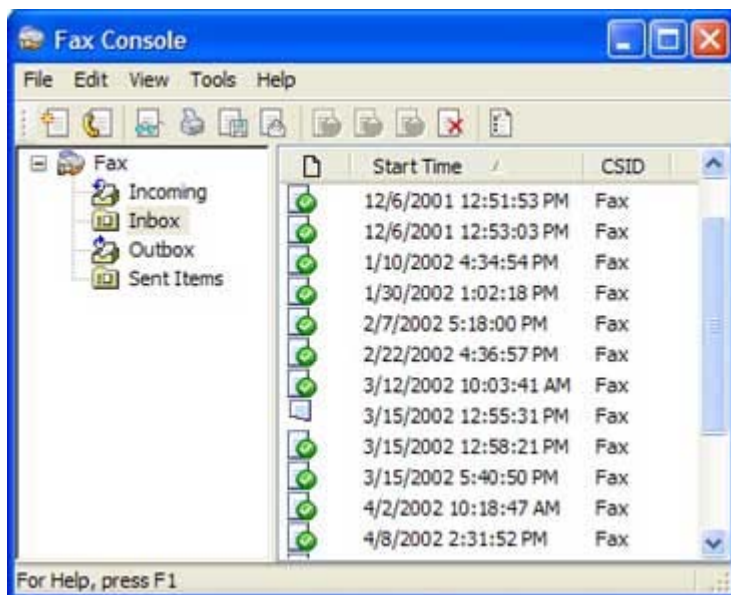 Fax Console
File Edit View Tools Help
Fax
Incoming
Inbox
Outbox
Sent Items
Start Time CSID
12/6/2001 12:51:53 PM Fax
12/6/2001 12:53:03 PM Fax
1/10/2002 4:34:54 PM Fax
1/30/2002 1:02:18 PM Fax
2/7/2002 5:18:00 PM Fax
2/22/2002 4:36:57 PM Fax
3/12/2002 10:03:41 AM Fax
3/15/2002 12:55:31 PM Fax
3/15/2002 12:58:21 PM Fax
3/15/2002 5:40:50 PM Fax
4/2/2002 10:18:47 AM Fax
4/8/2002 2:31:52 PM Fax
For Help, press F1